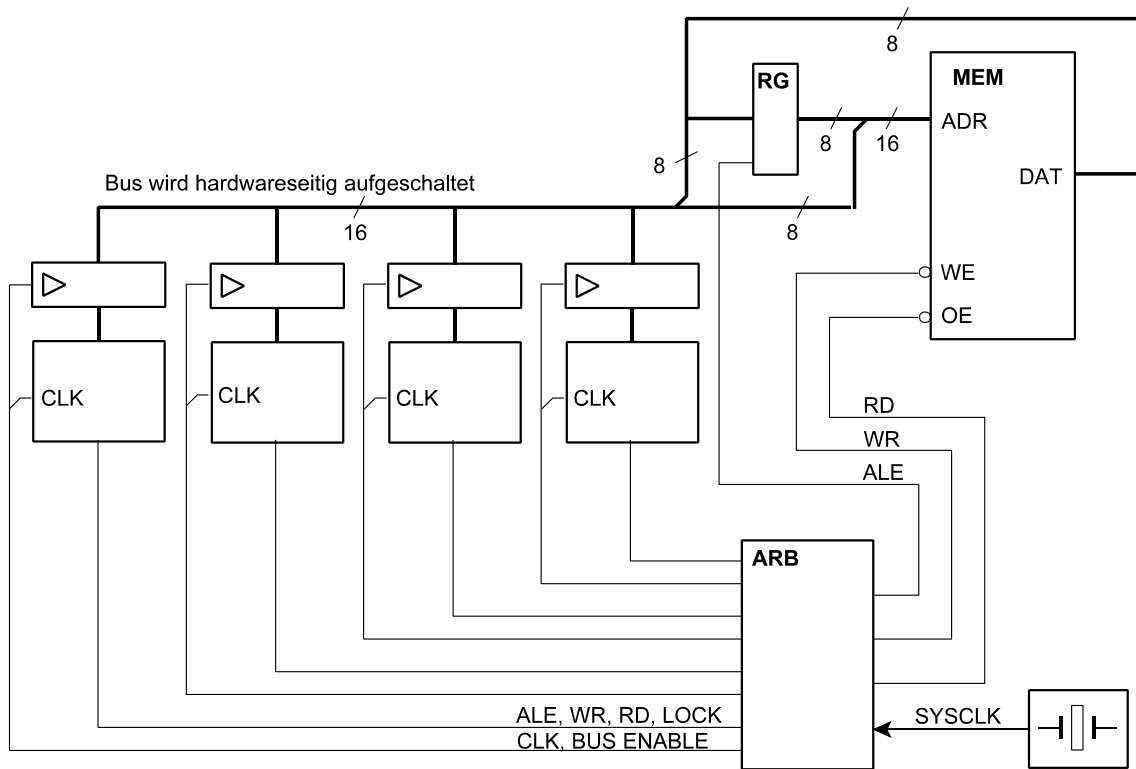 8
RG
MEM
ADR
8
16
8
DAT
Bus wird hardwareseitig aufgeschaltet
16
8
WE
OE
CLK
CLK
CLK
CLK
RD
WR
ALE
ARB
ALE, WR, RD, LOCK
SYSCLK
CLK, BUS ENABLE